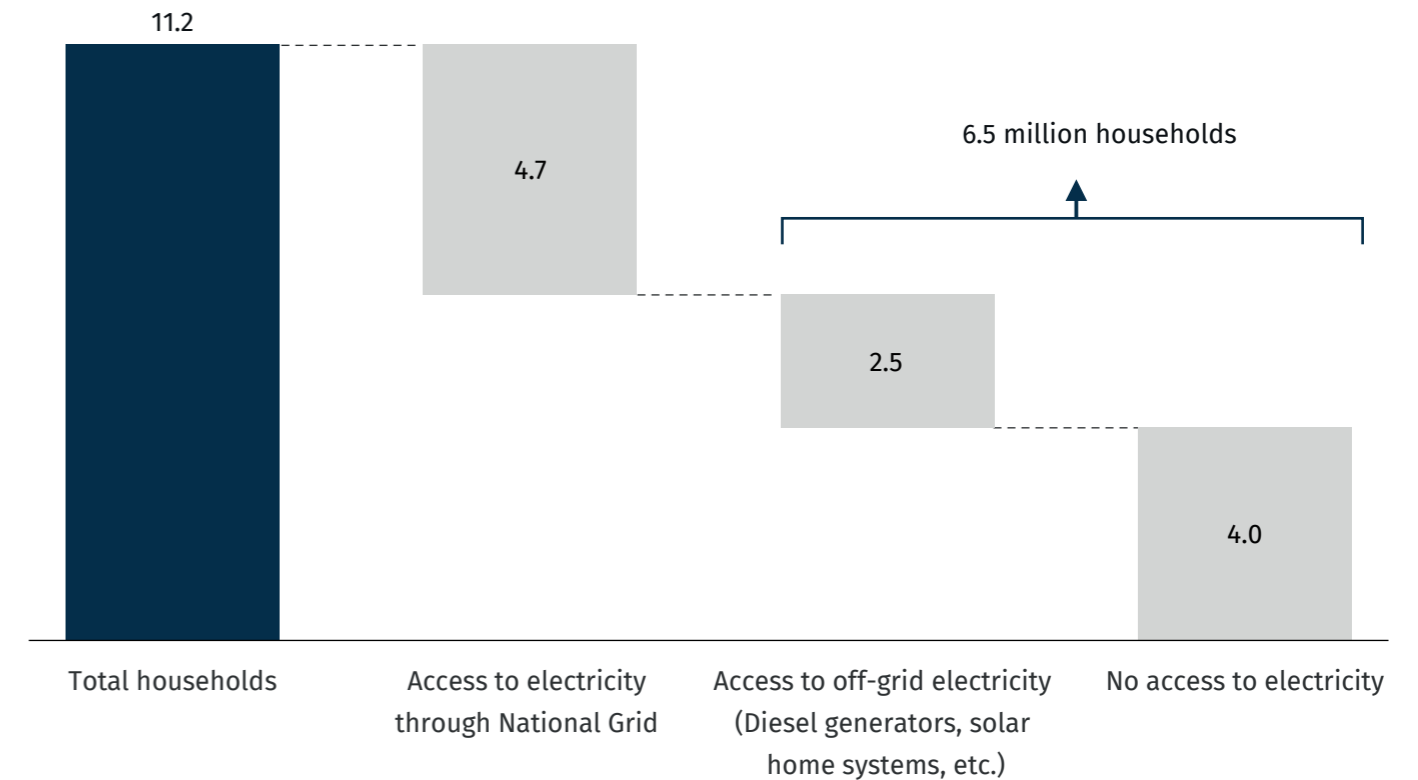 11.2
4.7
6.5 million households
2.5
4.0
Total households
Access to electricity
through National Grid
Access to off-grid electricity
(Diesel generators, solar
home systems, etc.)
No access to electricity